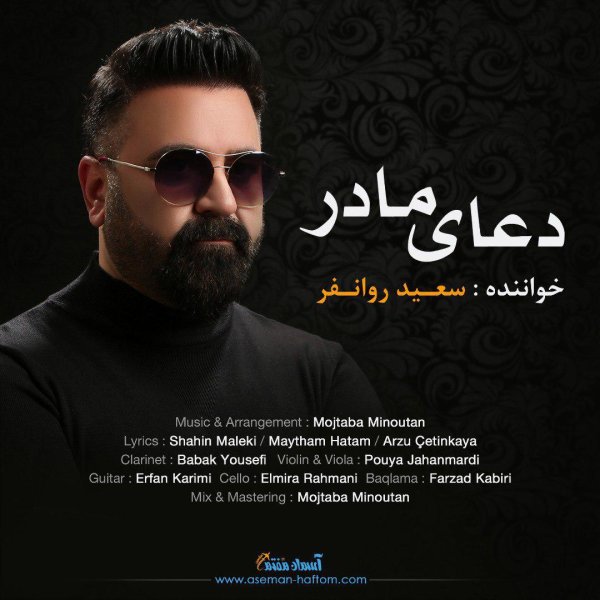 دعای مادر
خواننده : سعید روانفر
Music & Arrangement : Mojtaba Minoutan
Lyrics : Shahin Maleki / Maytham Hatam / Arzu Çetinkaya
Clarinet : Babak Yousefi Violin & Viola : Pouya Jahanmardi
Guitar : Erfan Karimi Cello : Elmira Rahmani Baqlama : Farzad Kabiri
Mix & Mastering : Mojtaba Minoutan
آسمان هفتم
www.aseman-haftom.com